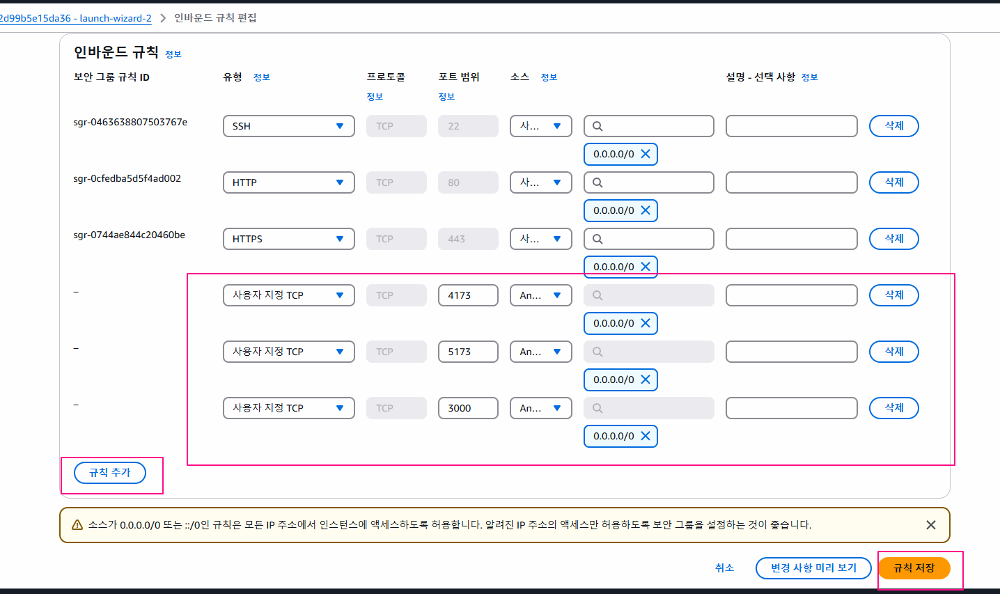 2d99b5e15da36 - launch-wizard-2 > 인바운드 규칙 편집
인바운드 규칙 정보
보안 그룹 규칙 ID 유형 정보 프로토콜 정보 포트 범위 정보 소스 정보 설명 - 선택 사항 정보
sgr-0463638807503767e SSH TCP 22 사... 삭제
0.0.0.0/0
sgr-0cfedba5d5f4ad002 HTTP TCP 80 사... 삭제
0.0.0.0/0
sgr-0744ae844c20460be HTTPS TCP 443 사... 삭제
0.0.0.0/0
– 사용자 지정 TCP TCP 4173 An... 삭제
0.0.0.0/0
– 사용자 지정 TCP TCP 5173 An... 삭제
0.0.0.0/0
– 사용자 지정 TCP TCP 3000 An... 삭제
0.0.0.0/0
규칙 추가
소스가 0.0.0.0/0 또는 ::/0인 규칙은 모든 IP 주소에서 인스턴스에 액세스하도록 허용합니다. 알려진 IP 주소의 액세스만 허용하도록 보안 그룹을 설정하는 것이 좋습니다.
취소 변경 사항 미리 보기 규칙 저장